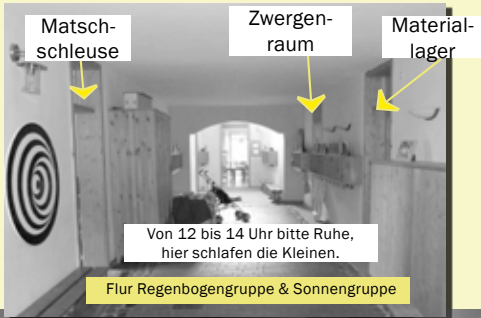 Matsch-
schleuse
Zwergen-
raum
Material-
lager
Von 12 bis 14 Uhr bitte Ruhe,
hier schlafen die Kleinen.
Flur Regenbogengruppe & Sonnengruppe